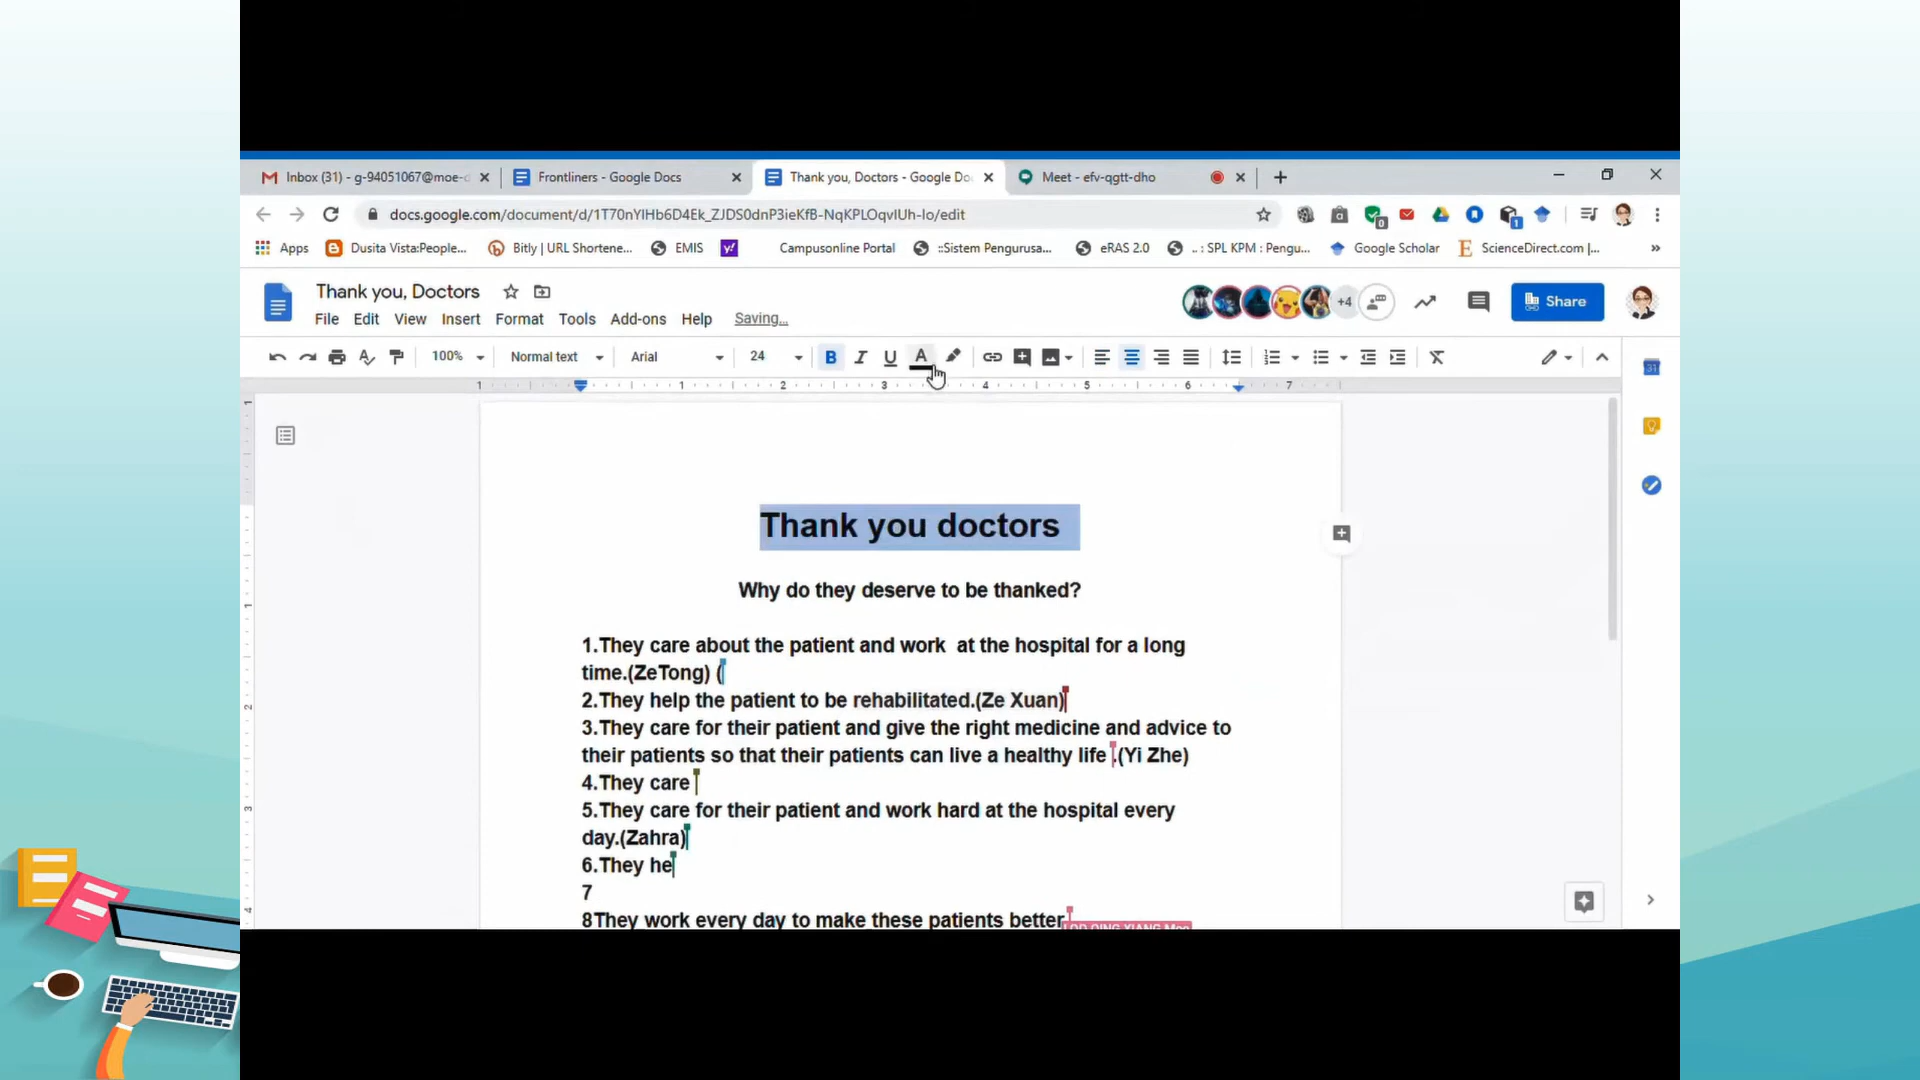 Inbox (31) - g-94051067@moe-
Frontliners - Google Docs
Thank you, Doctors - Google Do
Meet - efv-qgtt-dho
docs.google.com/document/d/1T70nYIHb6D4Ek_ZJDS0dnP3ieKfB-NqKPLOqvIUh-Io/edit
Apps
Dusita Vista:People...
Bitly | URL Shortene...
EMIS
Campusonline Portal
::Sistem Pengurusa...
eRAS 2.0
.. : SPL KPM : Pengu...
Google Scholar
ScienceDirect.com |...
Thank you, Doctors
+4
Share
File Edit View Insert Format Tools Add-ons Help Saving...
100% Normal text Arial 24 B I U A
1 1 2 3 4 5 6 7
Thank you doctors
Why do they deserve to be thanked?
1.They care about the patient and work at the hospital for a long
time.(ZeTong) (
2.They help the patient to be rehabilitated.(Ze Xuan)
3.They care for their patient and give the right medicine and advice to
their patients so that their patients can live a healthy life .(Yi Zhe)
4.They care
5.They care for their patient and work hard at the hospital every
day.(Zahra)
6.They he
7
8They work every day to make these patients better.